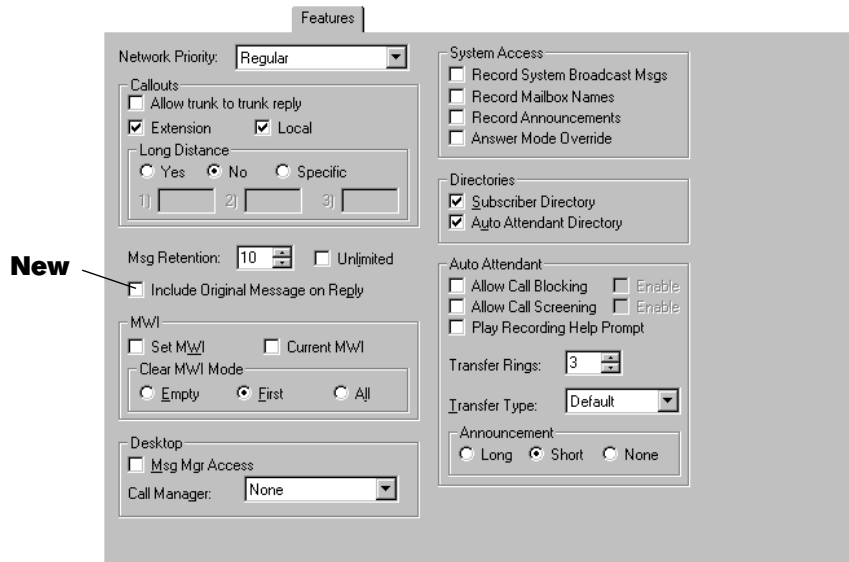 Features
Network Priority: Regular
Callouts
Allow trunk to trunk reply
Extension Local
Long Distance
Yes No Specific
1) 2) 3)
Msg Retention: 10 Unlimited
New
Include Original Message on Reply
MWI
Set MWI Current MWI
Clear MWI Mode
Empty First All
Desktop
Msg Mgr Access
Call Manager: None
System Access
Record System Broadcast Msgs
Record Mailbox Names
Record Announcements
Answer Mode Override
Directories
Subscriber Directory
Auto Attendant Directory
Auto Attendant
Allow Call Blocking Enable
Allow Call Screening Enable
Play Recording Help Prompt
Transfer Rings: 3
Transfer Type: Default
Announcement
Long Short None